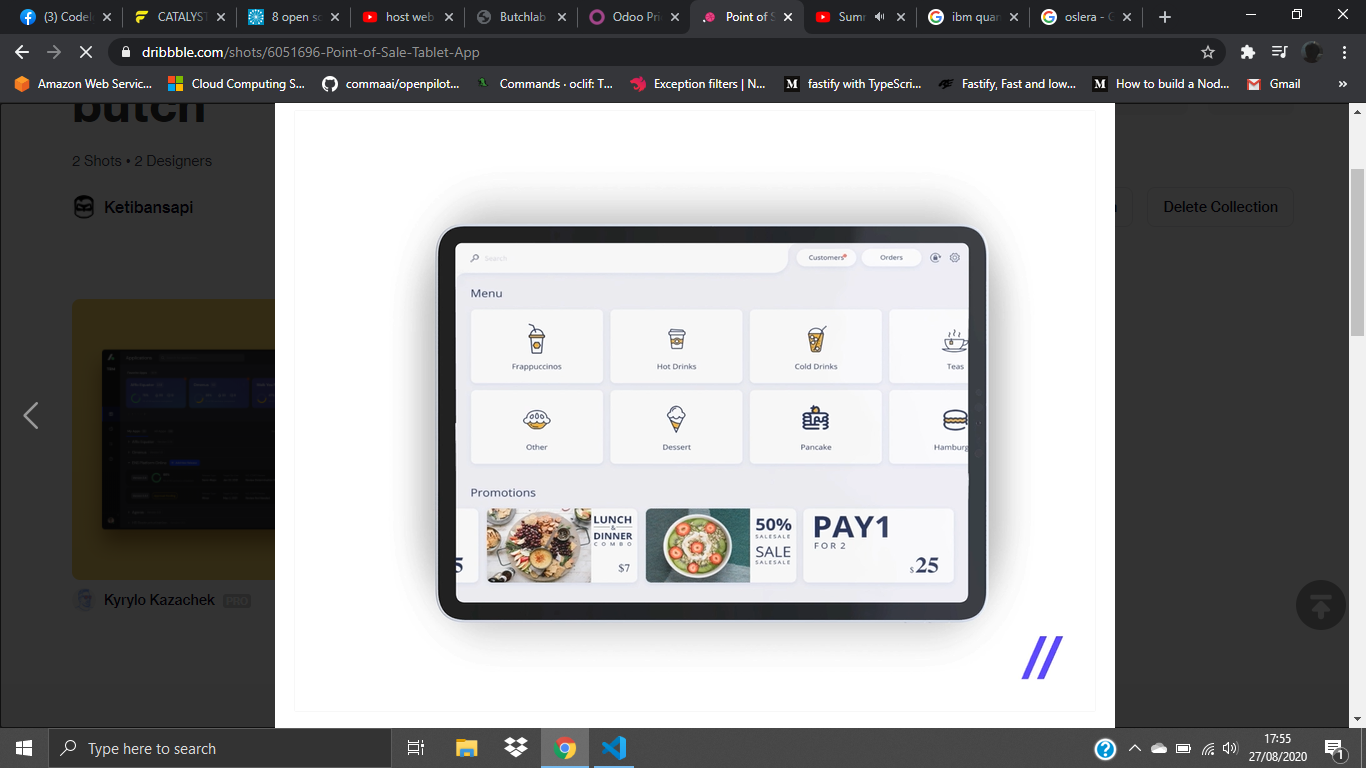 (3) Codel
CATALYST
8 open so
host web
Butchlab
Odoo Pri
Point of S
Sum
ibm quan
oslera - G
dribbble.com/shots/6051696-Point-of-Sale-Tablet-App
Amazon Web Servic...
Cloud Computing S...
commaai/openpilot...
Commands · oclif: T...
Exception filters | N...
fastify with TypeScri...
Fastify, Fast and low...
How to build a Nod...
Gmail
»
butch
2 Shots • 2 Designers
Ketibansapi
Delete Collection
Search
Customers
Orders
Menu
Frappuccinos
Hot Drinks
Cold Drinks
Teas
Other
Dessert
Pancake
Hamburg
Promotions
5
LUNCH
&
DINNER
COMBO
$7
50%
SALESALE
SALE
SALESALE
PAY1
FOR 2
$25
Kyrylo Kazachek PRO
Type here to search
17:55
27/08/2020
1